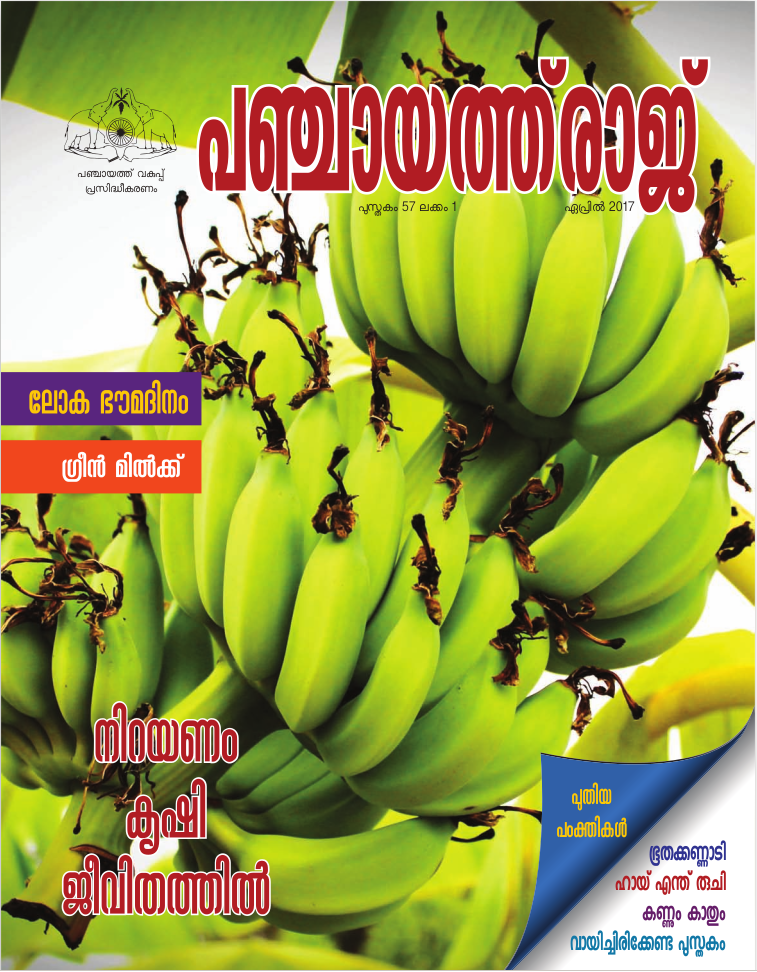 പഞ്ചായത്ത്‌രാജ്
പഞ്ചായത്ത് വകുപ്പ്
പ്രസിദ്ധീകരണം
പുസ്തകം 57 ലക്കം 1 ഏപ്രിൽ 2017
ലോക ഭൗമദിനം
ഗ്രീൻ മിൽക്ക്
നിറയണം
കൃഷി
ജീവിതത്തിൽ
പുതിയ
പംക്തികൾ
ഭൂതക്കണ്ണാടി
ഹായ് എന്ത് രുചി
കണ്ണും കാതും
വായിച്ചിരിക്കേണ്ട പുസ്തകം